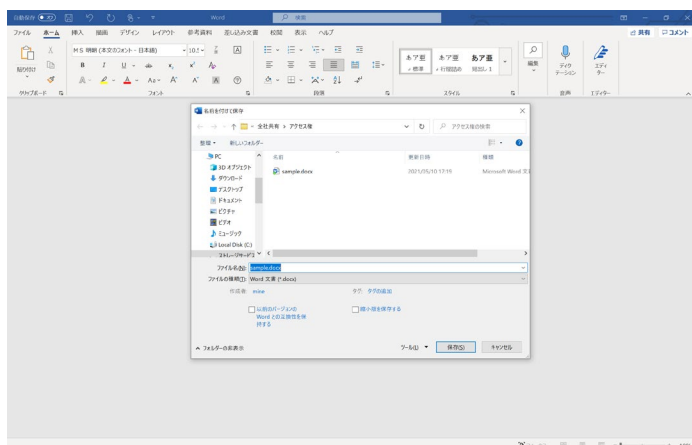 自動保存 オフ Word 検索
ファイル ホーム 挿入 描画 デザイン レイアウト 参考資料 差し込み文書 校閲 表示 ヘルプ 共有 コメント
貼り付け MS 明朝 (本文のフォント - 日本語) 10.5 あア亜 あア亜 あア亜 編集 ディクテーション エディター
標準 行間詰め 見出し 1
クリップボード フォント 段落 スタイル 音声 エディター
名前を付けて保存
全社共有 › アクセス権 アクセス権の検索
整理 新しいフォルダー
PC 名前 更新日時 種類
3D オブジェクト sample.docx 2021/05/10 17:19 Microsoft Word 文
ダウンロード
デスクトップ
ドキュメント
ピクチャ
ビデオ
ミュージック
Local Disk (C:)
ファイル名(N): sample.docx
ファイルの種類(T): Word 文書 (*.docx)
作成者: mine タグ: タグの追加
以前のバージョンの Word との互換性を保持する
縮小版を保存する
フォルダーの非表示 ツール(L) 保存(S) キャンセル